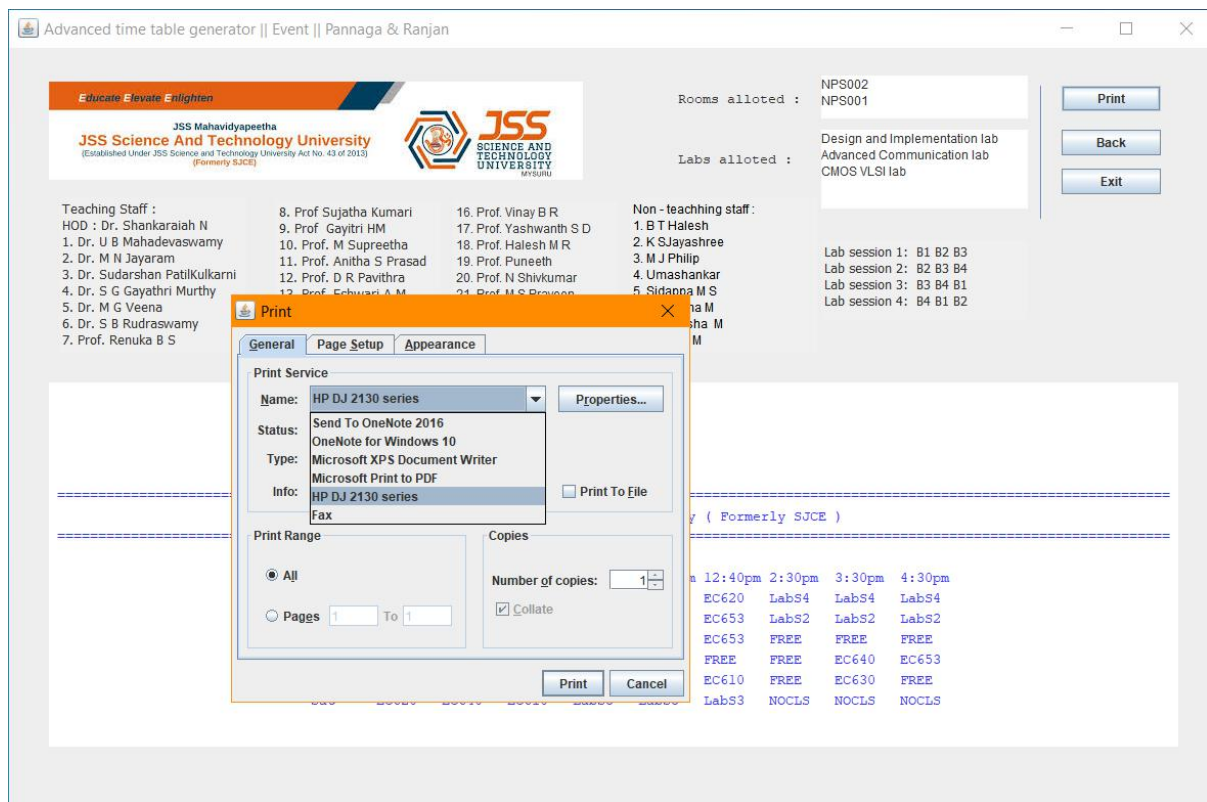 Advanced time table generator || Event || Pannaga & Ranjan
Educate Elevate Enlighten
JSS Mahavidyapeetha
JSS Science And Technology University
(Established Under JSS Science and Technology University Act No. 43 of 2013)
(Formerly SJCE)
JSS
SCIENCE AND
TECHNOLOGY
UNIVERSITY
MYSURU
Rooms alloted :
NPS002
NPS001
Labs alloted :
Design and Implementation lab
Advanced Communication lab
CMOS VLSI lab
Print
Back
Exit
Teaching Staff :
HOD : Dr. Shankaraiah N
1. Dr. U B Mahadevaswamy
2. Dr. M N Jayaram
3. Dr. Sudarshan PatilKulkarni
4. Dr. S G Gayathri Murthy
5. Dr. M G Veena
6. Dr. S B Rudraswamy
7. Prof. Renuka B S
8. Prof Sujatha Kumari
9. Prof Gayitri HM
10. Prof. M Supreetha
11. Prof. Anitha S Prasad
12. Prof. D R Pavithra
13. Prof. Eshwari A M
16. Prof. Vinay B R
17. Prof. Yashwanth S D
18. Prof. Halesh M R
19. Prof. Puneeth
20. Prof. N Shivkumar
21. Prof. M S Praveen
Non - teachhing staff :
1. B T Halesh
2. K SJayashree
3. M J Philip
4. Umashankar
5. Sidappa M S
na M
sha M
M
Lab session 1: B1 B2 B3
Lab session 2: B2 B3 B4
Lab session 3: B3 B4 B1
Lab session 4: B4 B1 B2
Print
General Page Setup Appearance
Print Service
Name: HP DJ 2130 series Properties...
Status:
Type:
Info:
Send To OneNote 2016
OneNote for Windows 10
Microsoft XPS Document Writer
Microsoft Print to PDF
HP DJ 2130 series
Fax
Print To File
Print Range
All
Pages 1 To 1
Copies
Number of copies: 1
Collate
Print Cancel
y ( Formerly SJCE )
m 12:40pm 2:30pm 3:30pm 4:30pm
EC620 LabS4 LabS4 LabS4
EC653 LabS2 LabS2 LabS2
EC653 FREE FREE FREE
FREE FREE EC640 EC653
EC610 FREE EC630 FREE
LabS3 NOCLS NOCLS NOCLS